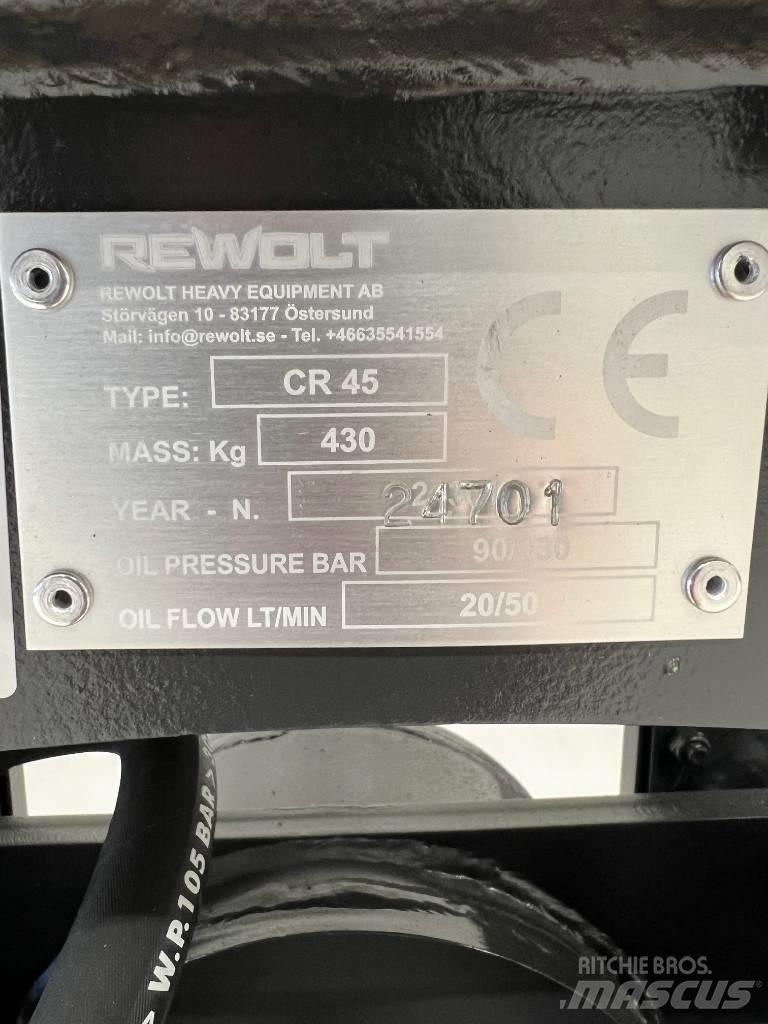 REWOLT
REWOLT HEAVY EQUIPMENT AB
Störvägen 10 - 83177 Östersund
Mail: info@rewolt.se - Tel. +46635541554
CE
TYPE: CR 45
MASS: Kg 430
YEAR - N. 24701
OIL PRESSURE BAR
OIL FLOW LT/MIN 20/50
> W.P. 105 BAR >
RITCHIE BROS.
MASCUS